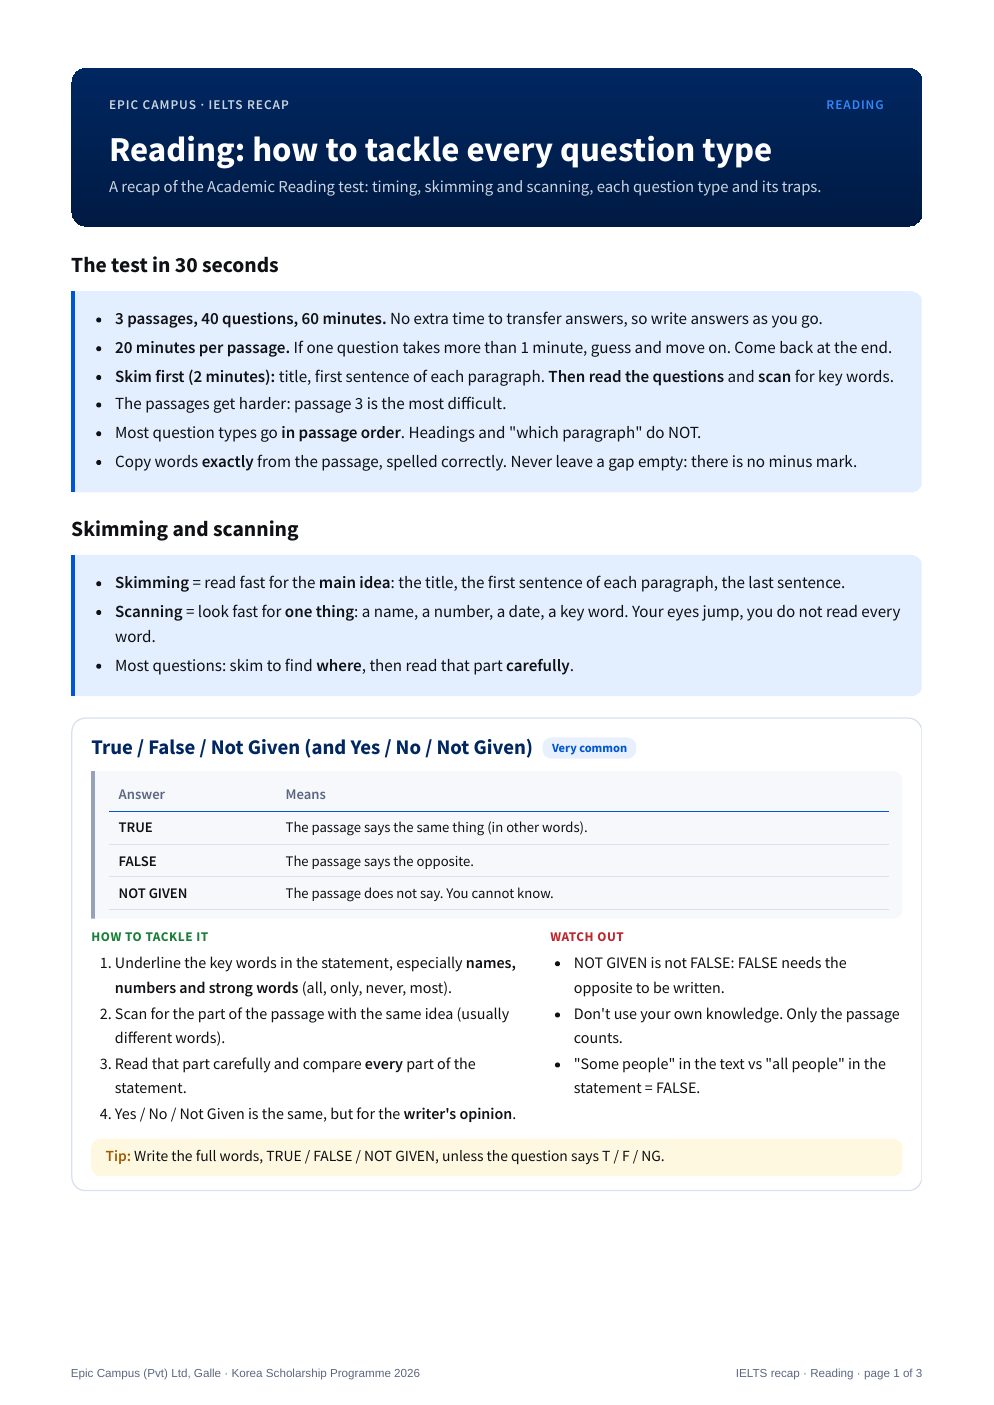 EPIC CAMPUS · IELTS RECAP
READING
Reading: how to tackle every question type
A recap of the Academic Reading test: timing, skimming and scanning, each question type and its traps.
The test in 30 seconds
• 3 passages, 40 questions, 60 minutes. No extra time to transfer answers, so write answers as you go.
• 20 minutes per passage. If one question takes more than 1 minute, guess and move on. Come back at the end.
• Skim first (2 minutes): title, first sentence of each paragraph. Then read the questions and scan for key words.
• The passages get harder: passage 3 is the most difficult.
• Most question types go in passage order. Headings and "which paragraph" do NOT.
• Copy words exactly from the passage, spelled correctly. Never leave a gap empty: there is no minus mark.
Skimming and scanning
• Skimming = read fast for the main idea: the title, the first sentence of each paragraph, the last sentence.
• Scanning = look fast for one thing: a name, a number, a date, a key word. Your eyes jump, you do not read every
word.
• Most questions: skim to find where, then read that part carefully.
True / False / Not Given (and Yes / No / Not Given) Very common
Answer Means
TRUE The passage says the same thing (in other words).
FALSE The passage says the opposite.
NOT GIVEN The passage does not say. You cannot know.
HOW TO TACKLE IT
1. Underline the key words in the statement, especially names,
numbers and strong words (all, only, never, most).
2. Scan for the part of the passage with the same idea (usually
different words).
3. Read that part carefully and compare every part of the
statement.
4. Yes / No / Not Given is the same, but for the writer's opinion.
WATCH OUT
• NOT GIVEN is not FALSE: FALSE needs the
opposite to be written.
• Don't use your own knowledge. Only the passage
counts.
• "Some people" in the text vs "all people" in the
statement = FALSE.
Tip: Write the full words, TRUE / FALSE / NOT GIVEN, unless the question says T / F / NG.
Epic Campus (Pvt) Ltd, Galle · Korea Scholarship Programme 2026
IELTS recap · Reading · page 1 of 3